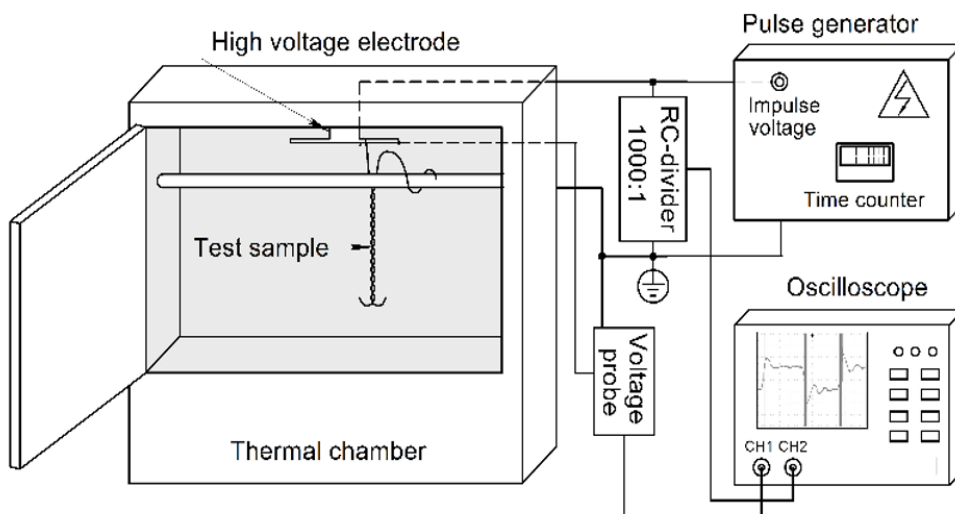 High voltage electrode
Pulse generator
Impulse
voltage
Time counter
RC-divider
1000:1
Test sample
Oscilloscope
Voltage
probe
CH1 CH2
Thermal chamber